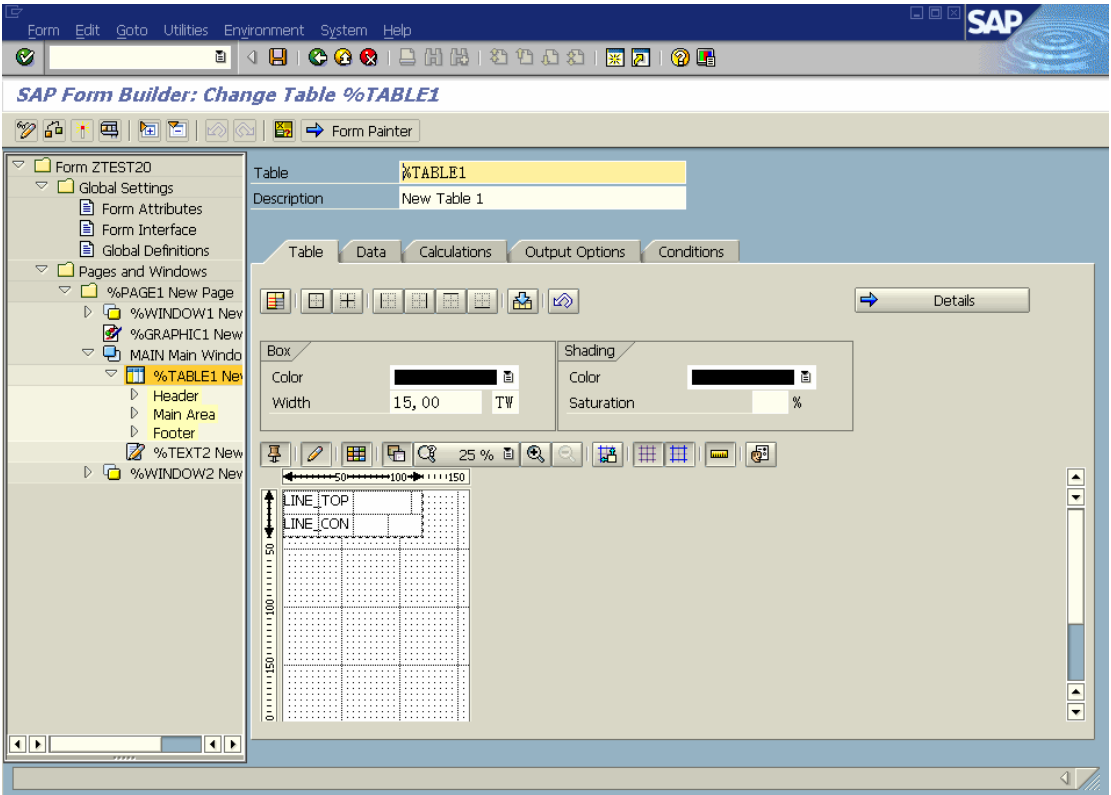 Form Edit Goto Utilities Environment System Help
SAP
SAP Form Builder: Change Table %TABLE1
Form Painter
Form ZTEST20
Global Settings
Form Attributes
Form Interface
Global Definitions
Pages and Windows
%PAGE1 New Page
%WINDOW1 Nev
%GRAPHIC1 New
MAIN Main Windo
%TABLE1 Nev
Header
Main Area
Footer
%TEXT2 New
%WINDOW2 Nev
Table %TABLE1
Description New Table 1
Table Data Calculations Output Options Conditions
Details
Box
Color
Width 15,00 TW
Shading
Color
Saturation %
25 %
50 100 150
LINE_TOP
LINE_CON
50
100
150